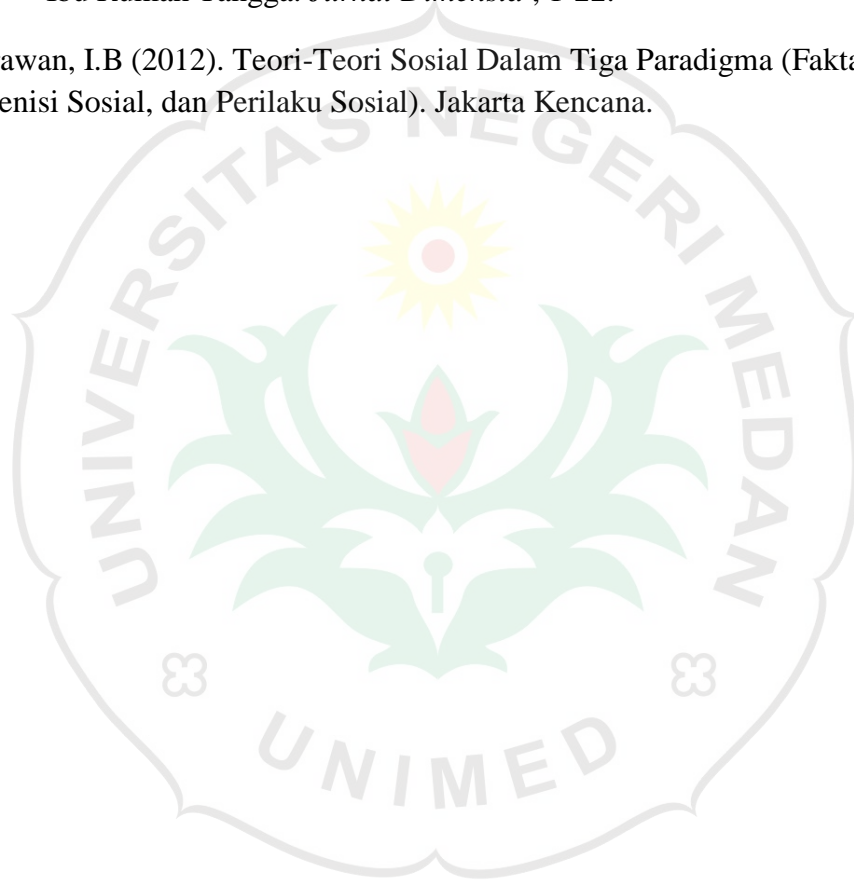 Ibu Rumah Tangga. Jurnal Dimensia , 1-22.
awan, I.B (2012). Teori-Teori Sosial Dalam Tiga Paradigma (Fakta
enisi Sosial, dan Perilaku Sosial). Jakarta Kencana.
UNIVERSITAS NEGERI MEDAN
UNIMED